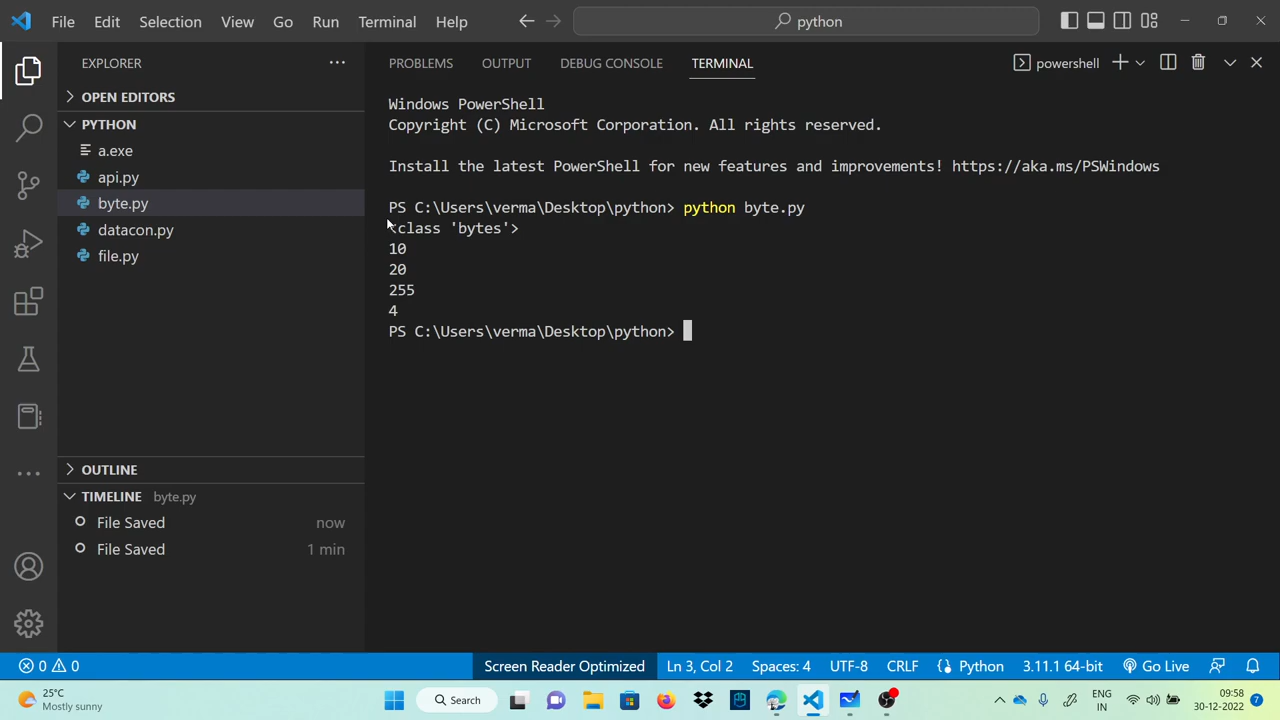 File Edit Selection View Go Run Terminal Help python
EXPLORER
OPEN EDITORS
PYTHON
a.exe
api.py
byte.py
datacon.py
file.py
OUTLINE
TIMELINE byte.py
File Saved now
File Saved 1 min
PROBLEMS OUTPUT DEBUG CONSOLE TERMINAL powershell
Windows PowerShell
Copyright (C) Microsoft Corporation. All rights reserved.
Install the latest PowerShell for new features and improvements! https://aka.ms/PSWindows
PS C:\Users\verma\Desktop\python> python byte.py
<class 'bytes'>
10
20
255
4
PS C:\Users\verma\Desktop\python>
0 0 Screen Reader Optimized Ln 3, Col 2 Spaces: 4 UTF-8 CRLF Python 3.11.1 64-bit Go Live
25°C
Mostly sunny
Search
ENG
IN
09:58
30-12-2022
7